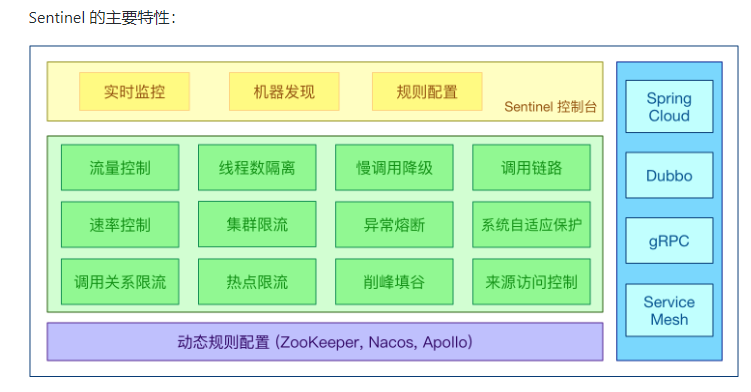 Sentinel 的主要特性：
实时监控
机器发现
规则配置
Sentinel 控制台
流量控制
线程数隔离
慢调用降级
调用链路
速率控制
集群限流
异常熔断
系统自适应保护
调用关系限流
热点限流
削峰填谷
来源访问控制
动态规则配置 (ZooKeeper, Nacos, Apollo)
Spring
Cloud
Dubbo
gRPC
Service
Mesh